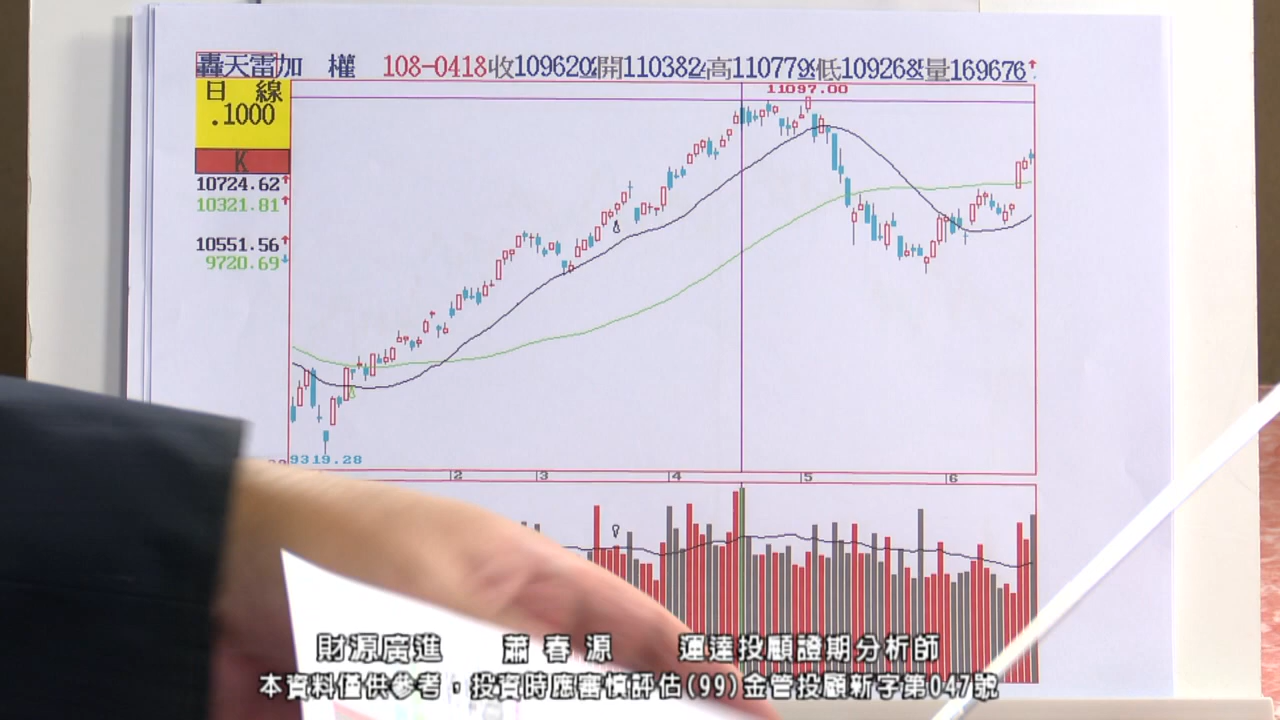 轟天雷加 權 108-0418收10962.02開11038.24高11077.98低10926.82量169676↑
11097.00
日 線
.1000
K
10724.62↑
10321.81↑
10551.56↑
9720.69↓
9319.28
2 3 4 5 6
財源廣進 蕭春源 運達投顧證期分析師
本資料僅供參考，投資時應審慎評估(99)金管投顧新字第047號